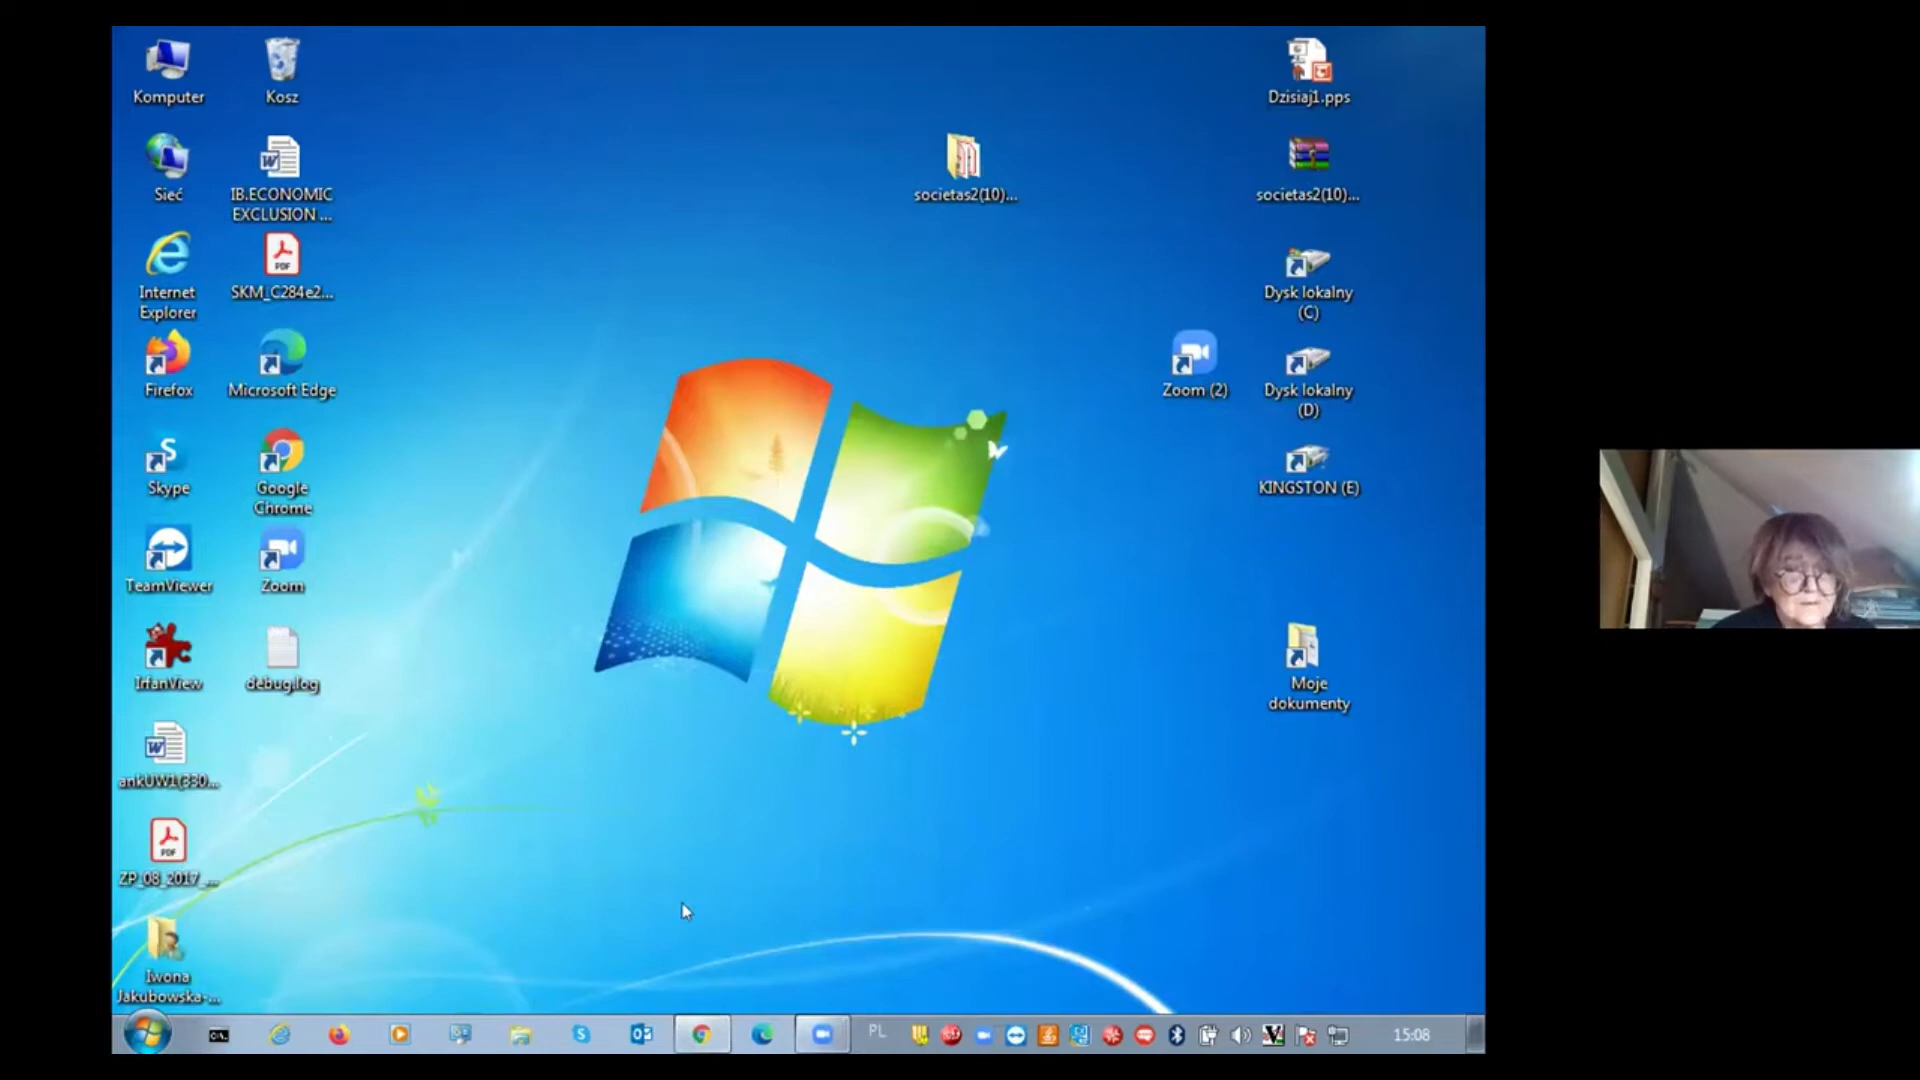 Komputer
Kosz
Dzisiaj1.pps
Sieć
IB.ECONOMIC
EXCLUSION ...
societas2(10)...
societas2(10)...
Internet
Explorer
SKM_C284e2...
Dysk lokalny
(C)
Firefox
Microsoft Edge
Zoom (2)
Dysk lokalny
(D)
Skype
Google
Chrome
KINGSTON (E)
TeamViewer
Zoom
IrfanView
debug.log
Moje
dokumenty
ankUW1(330...
ZP_08_2017_...
Iwona
Jakubowska-...
PL
15:08